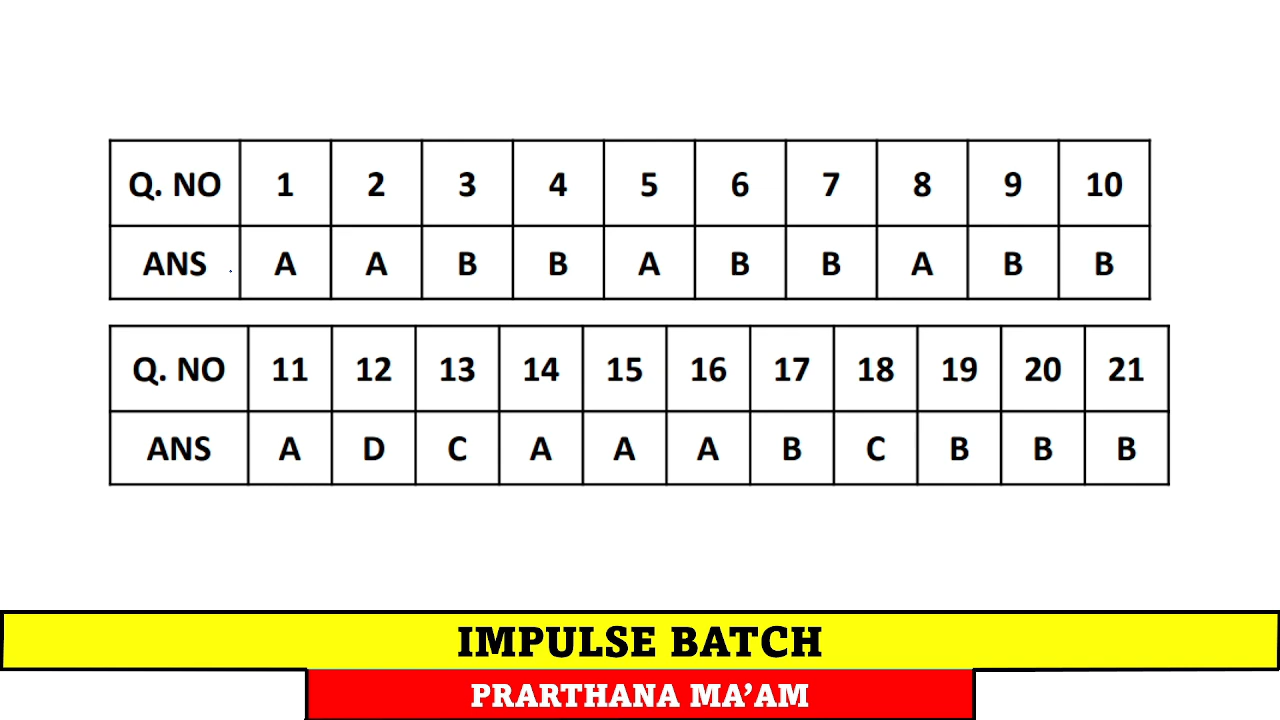 Q. NO 1 2 3 4 5 6 7 8 9 10
ANS A A B B A B B A B B
Q. NO 11 12 13 14 15 16 17 18 19 20 21
ANS A D C A A A B C B B B
IMPULSE BATCH
PRARTHANA MA’AM